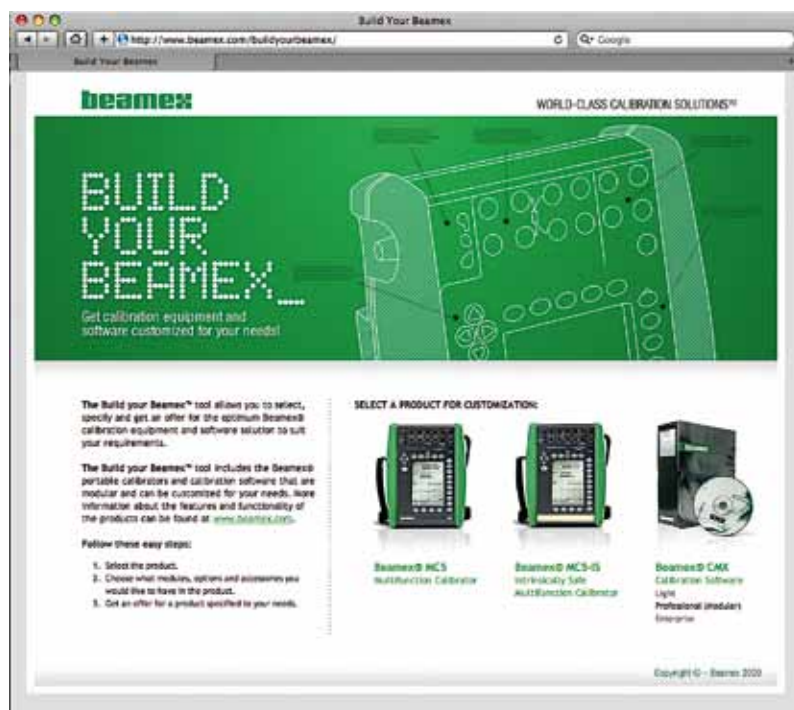 Build Your Beamex
http://www.beamex.com/buildyourbeamex/
Google
Build Your Beamex
beamex
WORLD-CLASS CALIBRATION SOLUTIONS™
BUILD
YOUR
BEAMEX_
Get calibration equipment and
software customized for your needs!
The Build your Beamex™ tool allows you to select,
specify and get an offer for the optimum Beamex®
calibration equipment and software solution to suit
your requirements.
The Build your Beamex™ tool includes the Beamex®
portable calibrators and calibration software that are
modular and can be customized for your needs. More
information about the features and functionality of
the products can be found at www.beamex.com.
Follow these easy steps:
1. Select the product.
2. Choose what modules, options and accessories you
would like to have in the product.
3. Get an offer for a product specified to your needs.
SELECT A PRODUCT FOR CUSTOMIZATION:
Beamex® MC5
Multifunction Calibrator
Beamex® MC5-IS
Intrinsically Safe
Multifunction Calibrator
Beamex® CMX
Calibration Software
Light
Professional (modular)
Enterprise
Copyright © - Beamex 2009